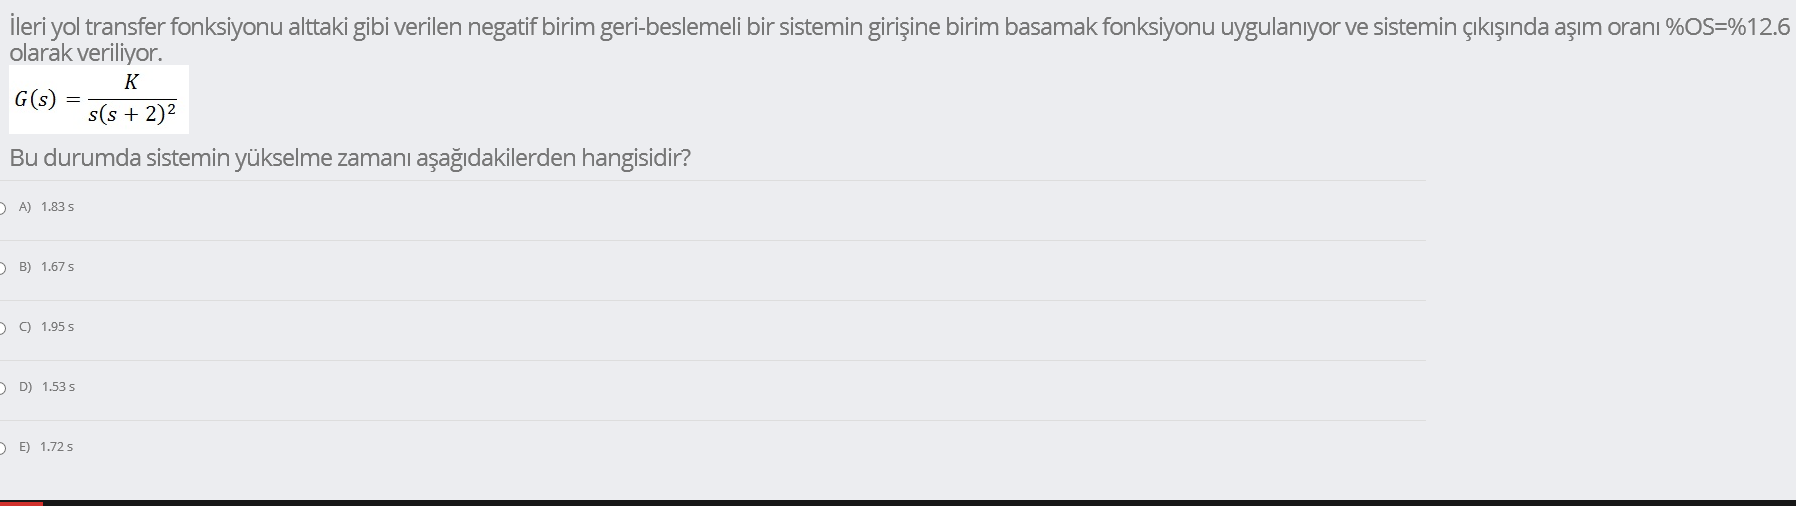 İleri yol transfer fonksiyonu alttaki gibi verilen negatif birim geri-beslemeli bir sistemin girişine birim basamak fonksiyonu uygulanıyor ve sistemin çıkışında aşım oranı %OS=%12.6
olarak veriliyor.
G(s) = K / s(s + 2)²
Bu durumda sistemin yükselme zamanı aşağıdakilerden hangisidir?
A) 1.83 s
B) 1.67 s
C) 1.95 s
D) 1.53 s
E) 1.72 s